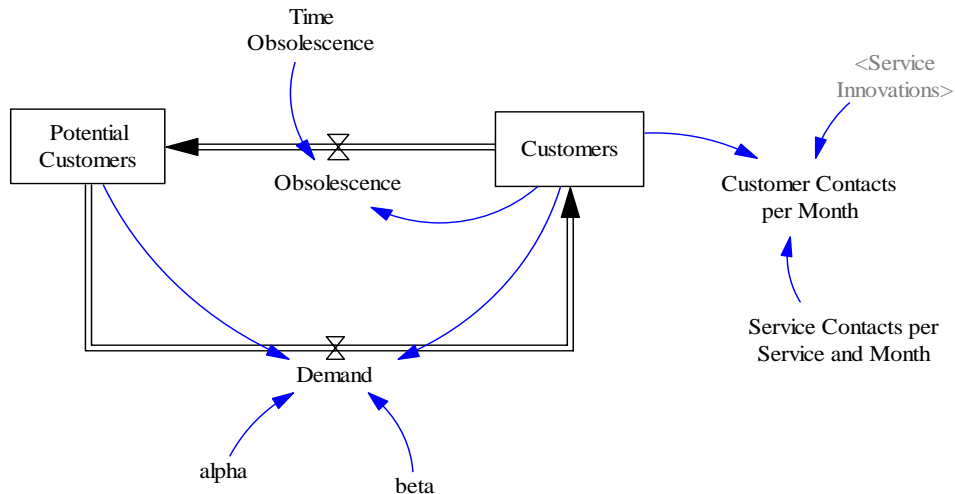 Time
Obsolescence
<Service
Innovations>
Potential
Customers
Customers
Obsolescence
Customer Contacts
per Month
Service Contacts per
Service and Month
Demand
alpha
beta